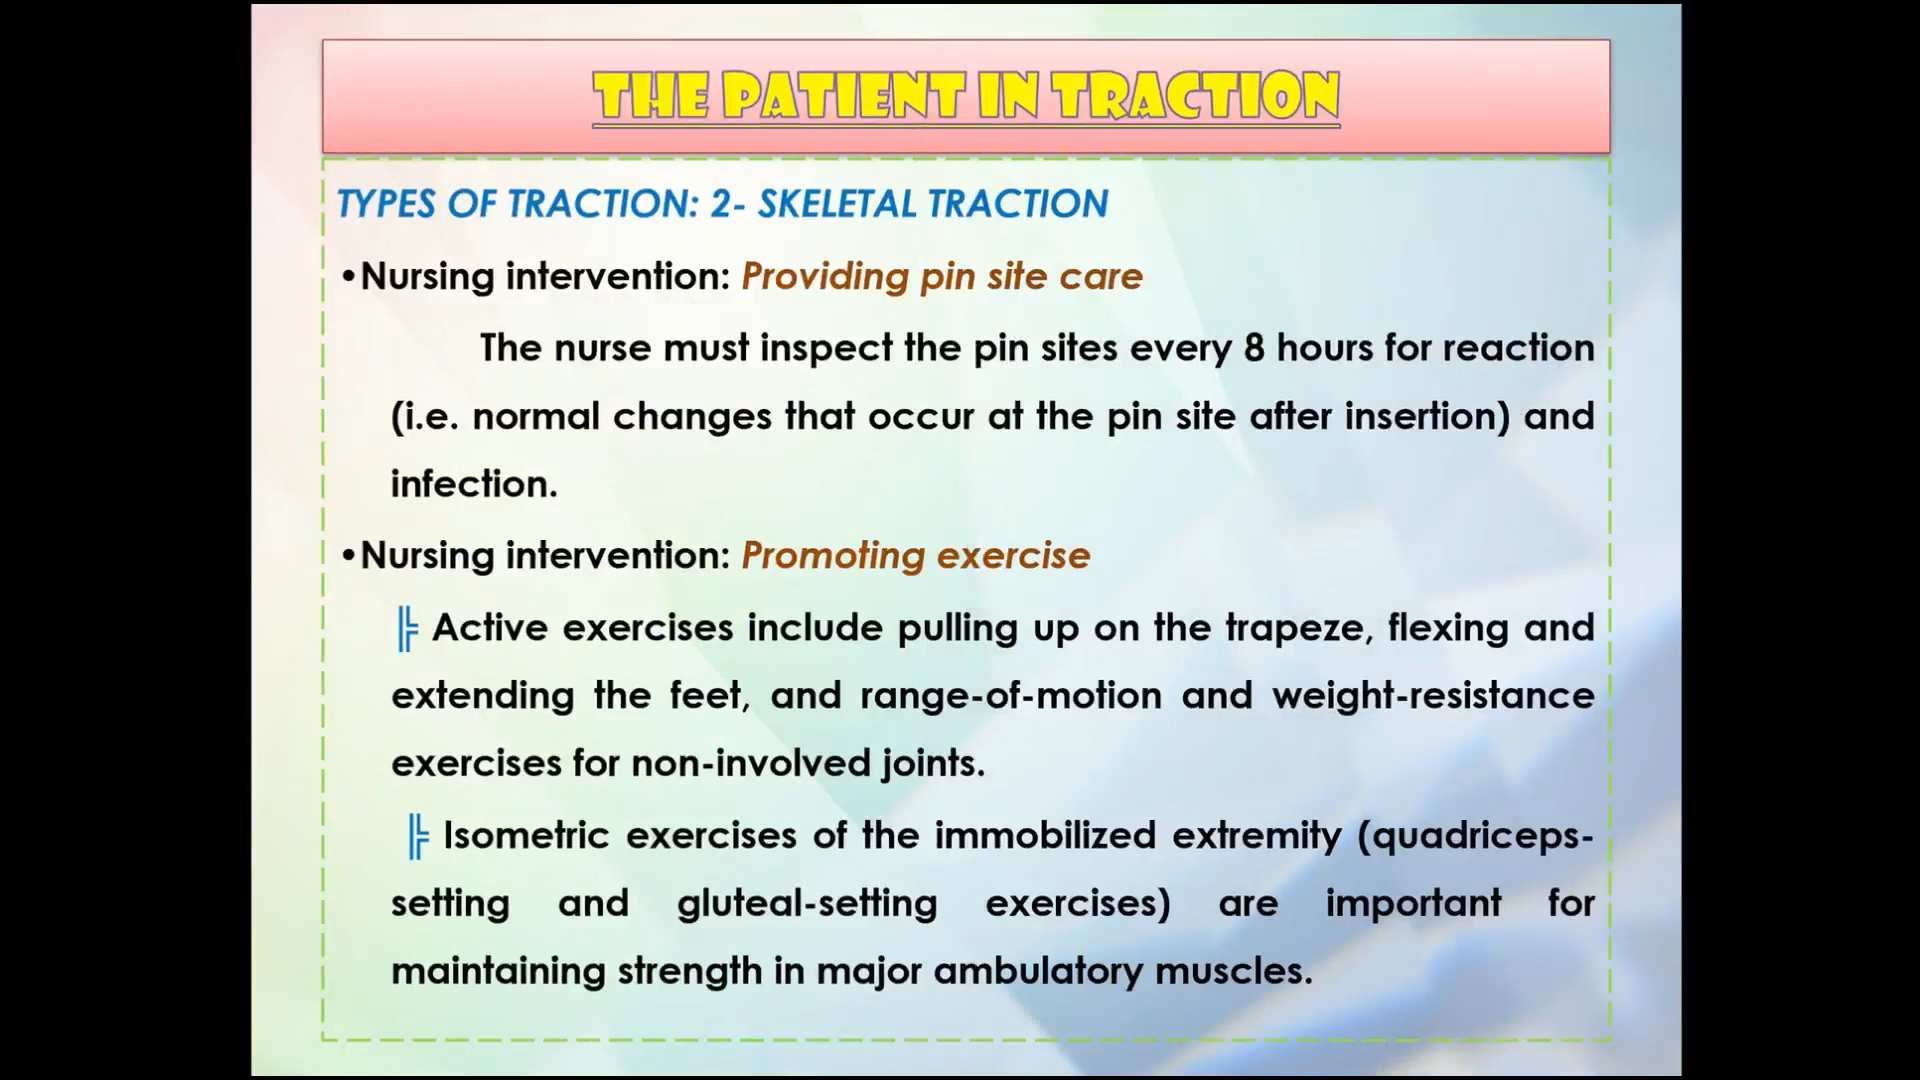 THE PATIENT IN TRACTION
TYPES OF TRACTION: 2- SKELETAL TRACTION
•Nursing intervention: Providing pin site care
The nurse must inspect the pin sites every 8 hours for reaction
(i.e. normal changes that occur at the pin site after insertion) and
infection.
•Nursing intervention: Promoting exercise
╠ Active exercises include pulling up on the trapeze, flexing and
extending the feet, and range-of-motion and weight-resistance
exercises for non-involved joints.
╠ Isometric exercises of the immobilized extremity (quadriceps-
setting and gluteal-setting exercises) are important for
maintaining strength in major ambulatory muscles.